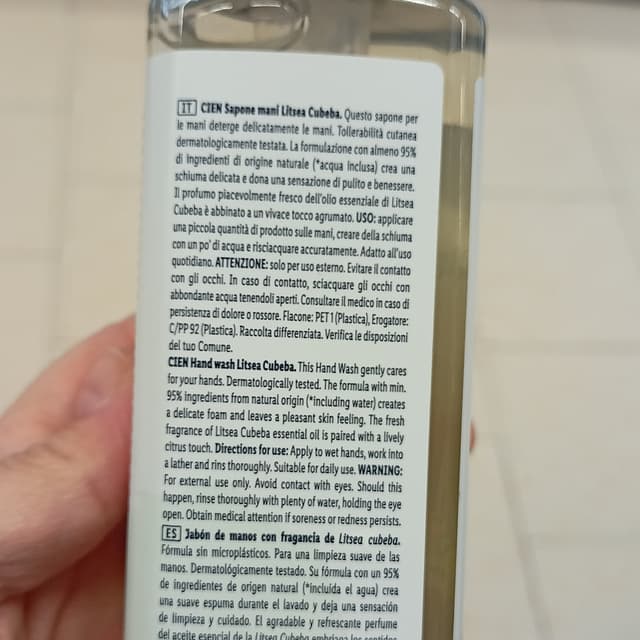 IT CIEN Sapone mani Litsea Cubeba. Questo sapone per
le mani deterge delicatamente le mani. Tollerabilità cutanea
dermatologicamente testata. La formulazione con almeno 95%
di ingredienti di origine naturale (*acqua inclusa) crea una
schiuma delicata e dona una sensazione di pulito e benessere.
Il profumo piacevolmente fresco dell'olio essenziale di Litsea
Cubeba è abbinato a un vivace tocco agrumato. USO: applicare
una piccola quantità di prodotto sulle mani, creare della schiuma
con un po' di acqua e risciacquare accuratamente. Adatto all'uso
quotidiano. ATTENZIONE: solo per uso esterno. Evitare il contatto
con gli occhi. In caso di contatto, sciacquare gli occhi con
abbondante acqua tenendoli aperti. Consultare il medico in caso di
persistenza di dolore o rossore. Flacone: PET 1 (Plastica), Erogatore:
C/PP 92 (Plastica). Raccolta differenziata. Verifica le disposizioni
del tuo Comune.
CIEN Hand wash Litsea Cubeba. This Hand Wash gently cares
for your hands. Dermatologically tested. The formula with min.
95% ingredients from natural origin (*including water) creates
a delicate foam and leaves a pleasant skin feeling. The fresh
fragrance of Litsea Cubeba essential oil is paired with a lively
citrus touch. Directions for use: Apply to wet hands, work into
a lather and rins thoroughly. Suitable for daily use. WARNING:
For external use only. Avoid contact with eyes. Should this
happen, rinse thoroughly with plenty of water, holding the eye
open. Obtain medical attention if soreness or redness persists.
ES Jabón de manos con fragancia de Litsea cubeba.
Fórmula sin microplásticos. Para una limpieza suave de las
manos. Dermatológicamente testado. Su fórmula con un 95%
de ingredientes de origen natural (*incluida el agua) crea
una suave espuma durante el lavado y deja una sensación
de limpieza y cuidado. El agradable y refrescante perfume
del aceite esencial de la Litsea Cubeba embriaga los sentidos